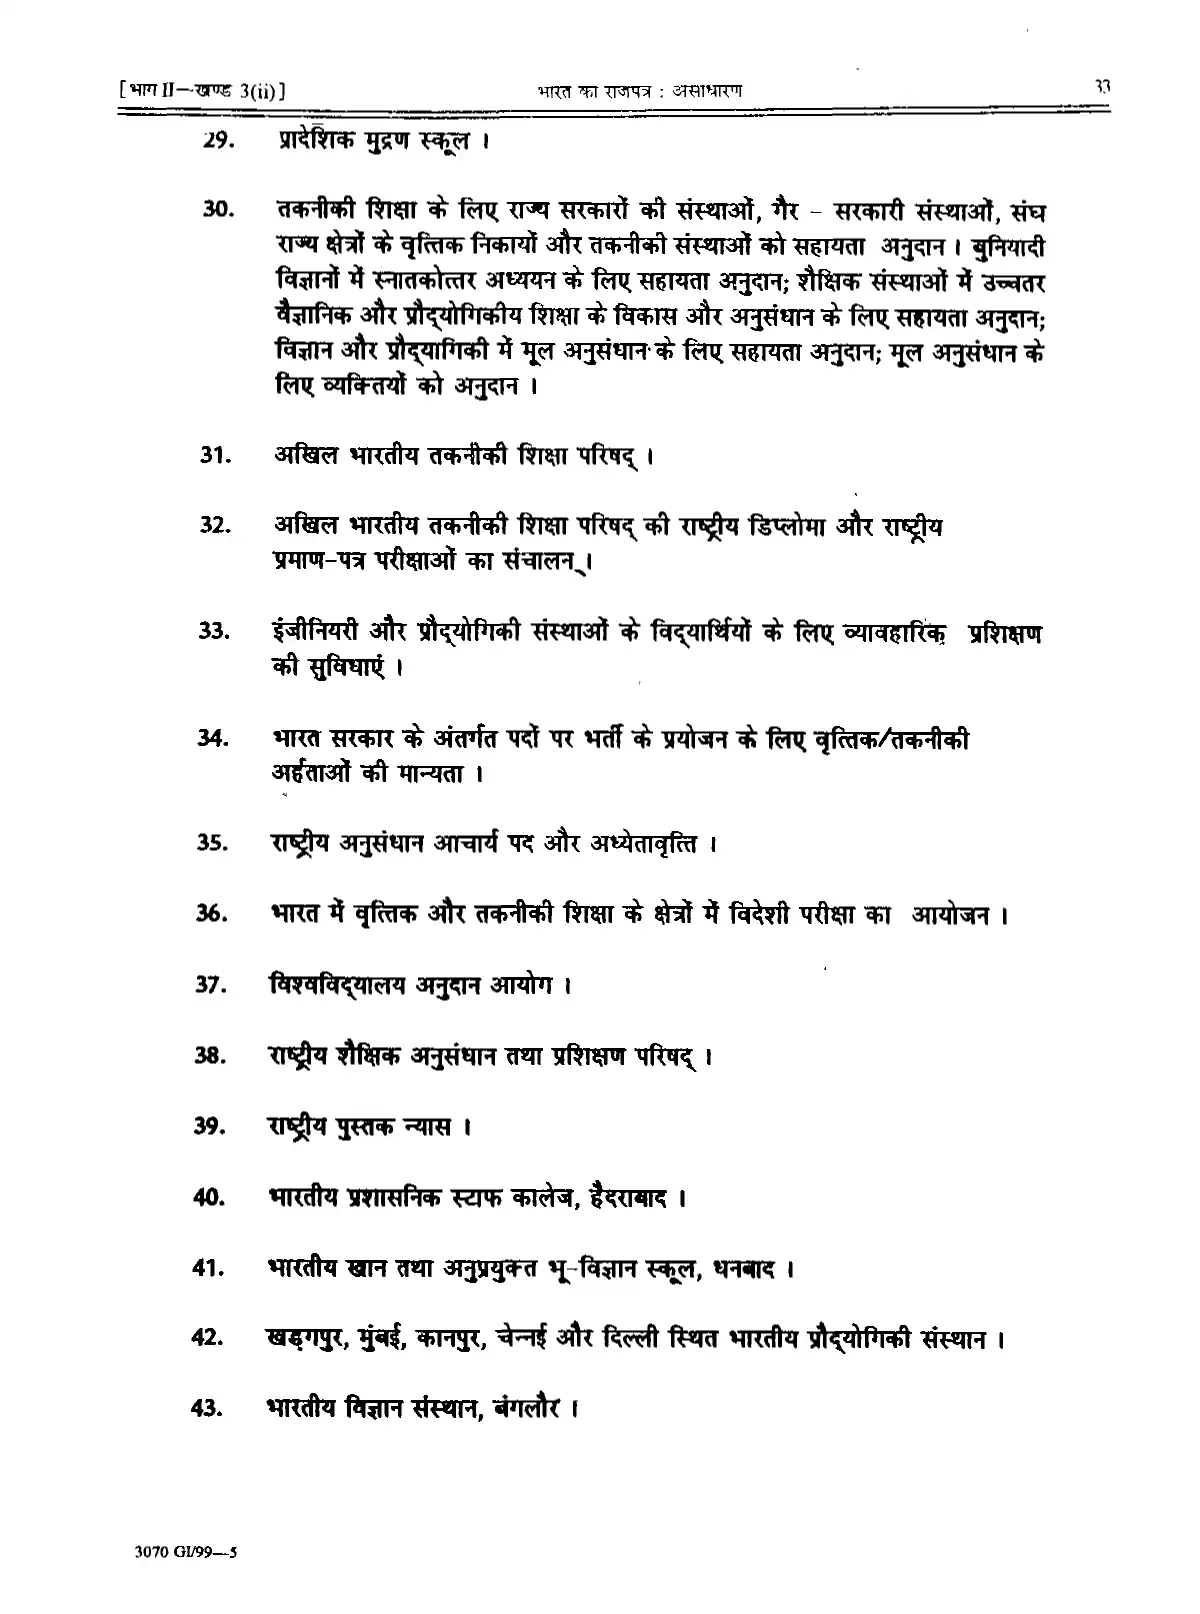 [भाग II—खण्ड 3(ii)] भारत का राजपत्र : असाधारण 33
29. प्रादेशिक मुद्रण स्कूल ।
30. तकनीकी शिक्षा के लिए राज्य सरकारों की संस्थाओं, गैर – सरकारी संस्थाओं, संघ
राज्य क्षेत्रों के वृत्तिक निकायों और तकनीकी संस्थाओं को सहायता अनुदान । बुनियादी
विज्ञानों में स्नातकोत्तर अध्ययन के लिए सहायता अनुदान; शैक्षिक संस्थाओं में उच्चतर
वैज्ञानिक और प्रौद्योगिकीय शिक्षा के विकास और अनुसंधान के लिए सहायता अनुदान;
विज्ञान और प्रौद्यागिकी में मूल अनुसंधान के लिए सहायता अनुदान; मूल अनुसंधान के
लिए व्यक्तियों को अनुदान ।
31. अखिल भारतीय तकनीकी शिक्षा परिषद् ।
32. अखिल भारतीय तकनीकी शिक्षा परिषद् की राष्ट्रीय डिप्लोमा और राष्ट्रीय
प्रमाण-पत्र परीक्षाओं का संचालन् ।
33. इंजीनियरी और प्रौद्योगिकी संस्थाओं के विद्यार्थियों के लिए व्यावहारिक प्रशिक्षण
की सुविधाएं ।
34. भारत सरकार के अंतर्गत पदों पर भर्ती के प्रयोजन के लिए वृत्तिक/तकनीकी
अर्हताओं की मान्यता ।
35. राष्ट्रीय अनुसंधान आचार्य पद और अध्येतावृत्ति ।
36. भारत में वृत्तिक और तकनीकी शिक्षा के क्षेत्रों में विदेशी परीक्षा का आयोजन ।
37. विश्वविद्यालय अनुदान आयोग ।
38. राष्ट्रीय शैक्षिक अनुसंधान तथा प्रशिक्षण परिषद् ।
39. राष्ट्रीय पुस्तक न्यास ।
40. भारतीय प्रशासनिक स्टाफ कालेज, हैदराबाद ।
41. भारतीय खान तथा अनुप्रयुक्त भू-विज्ञान स्कूल, धनबाद ।
42. खड़गपुर, मुंबई, कानपुर, चेन्नई और दिल्ली स्थित भारतीय प्रौद्योगिकी संस्थान ।
43. भारतीय विज्ञान संस्थान, बंगलौर ।
3070 GI/99—5